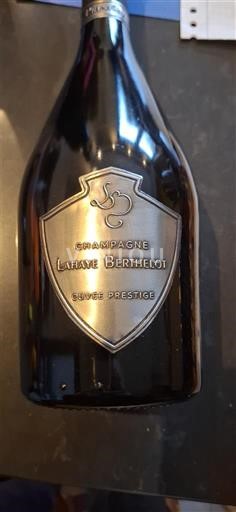 CHAMPAGNE
LAHAYE BERTHELOT
CUVÉE PRESTIGE